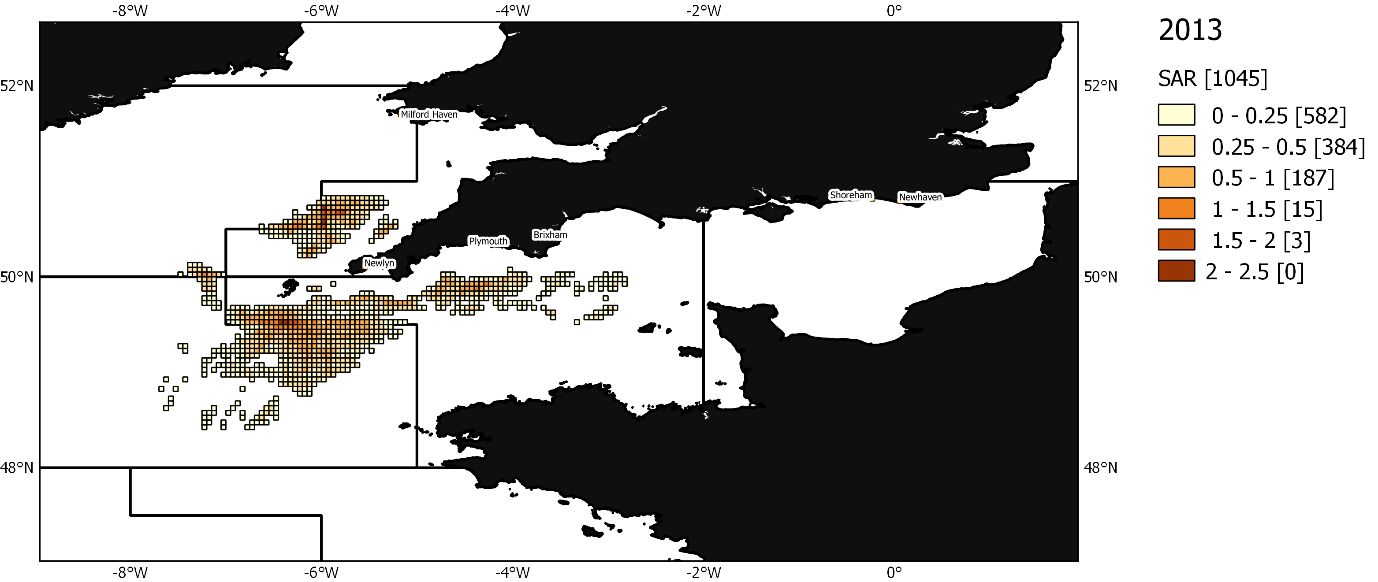 -8°W -6°W -4°W -2°W 0°
2013
SAR [1045]
52°N 52°N
0 - 0.25 [582]
Milford Haven
0.25 - 0.5 [384]
0.5 - 1 [187]
Shoreham Newhaven
1 - 1.5 [15]
Plymouth Brixham
1.5 - 2 [3]
Newlyn
50°N 50°N
2 - 2.5 [0]
48°N 48°N
-8°W -6°W -4°W -2°W 0°